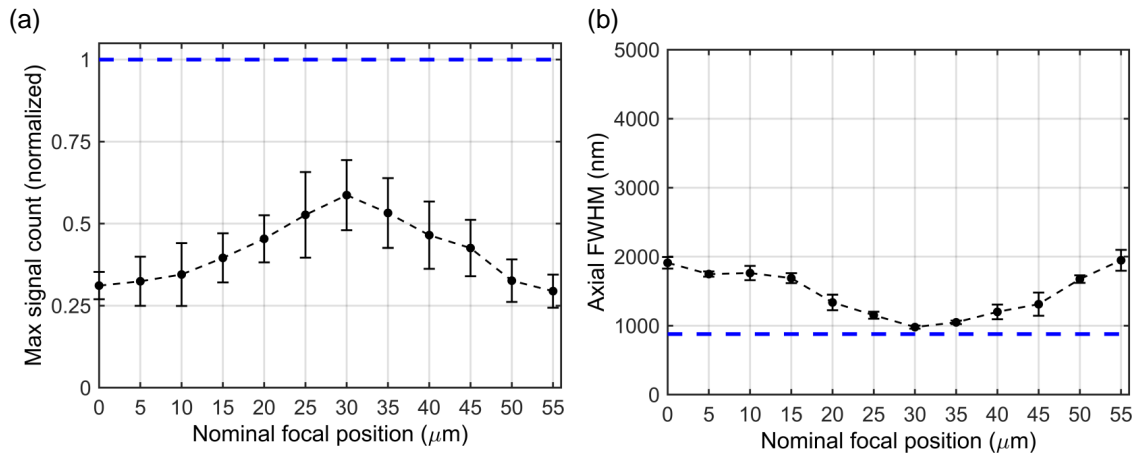 (a)
Max signal count (normalized)
1
0.75
0.5
0.25
0
0 5 10 15 20 25 30 35 40 45 50 55
Nominal focal position (μm)
(b)
Axial FWHM (nm)
5000
4000
3000
2000
1000
0
0 5 10 15 20 25 30 35 40 45 50 55
Nominal focal position (μm)